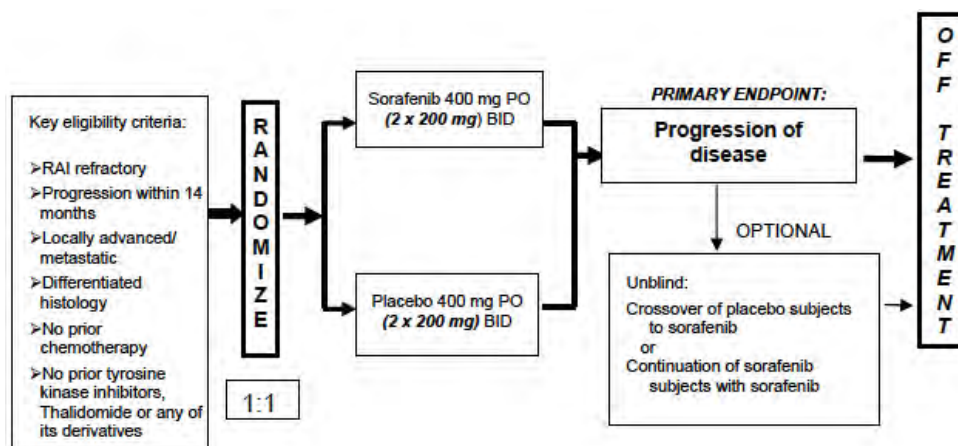 Key eligibility criteria:
➢RAI refractory
➢Progression within 14
months
➢Locally advanced/
metastatic
➢Differentiated
histology
➢No prior
chemotherapy
➢No prior tyrosine
kinase inhibitors,
Thalidomide or any of
its derivatives
RANDOMIZE
1:1
Sorafenib 400 mg PO
(2 x 200 mg) BID
Placebo 400 mg PO
(2 x 200 mg) BID
PRIMARY ENDPOINT:
Progression of
disease
OPTIONAL
Unblind:
Crossover of placebo subjects
to sorafenib
or
Continuation of sorafenib
subjects with sorafenib
OFF TREATMENT